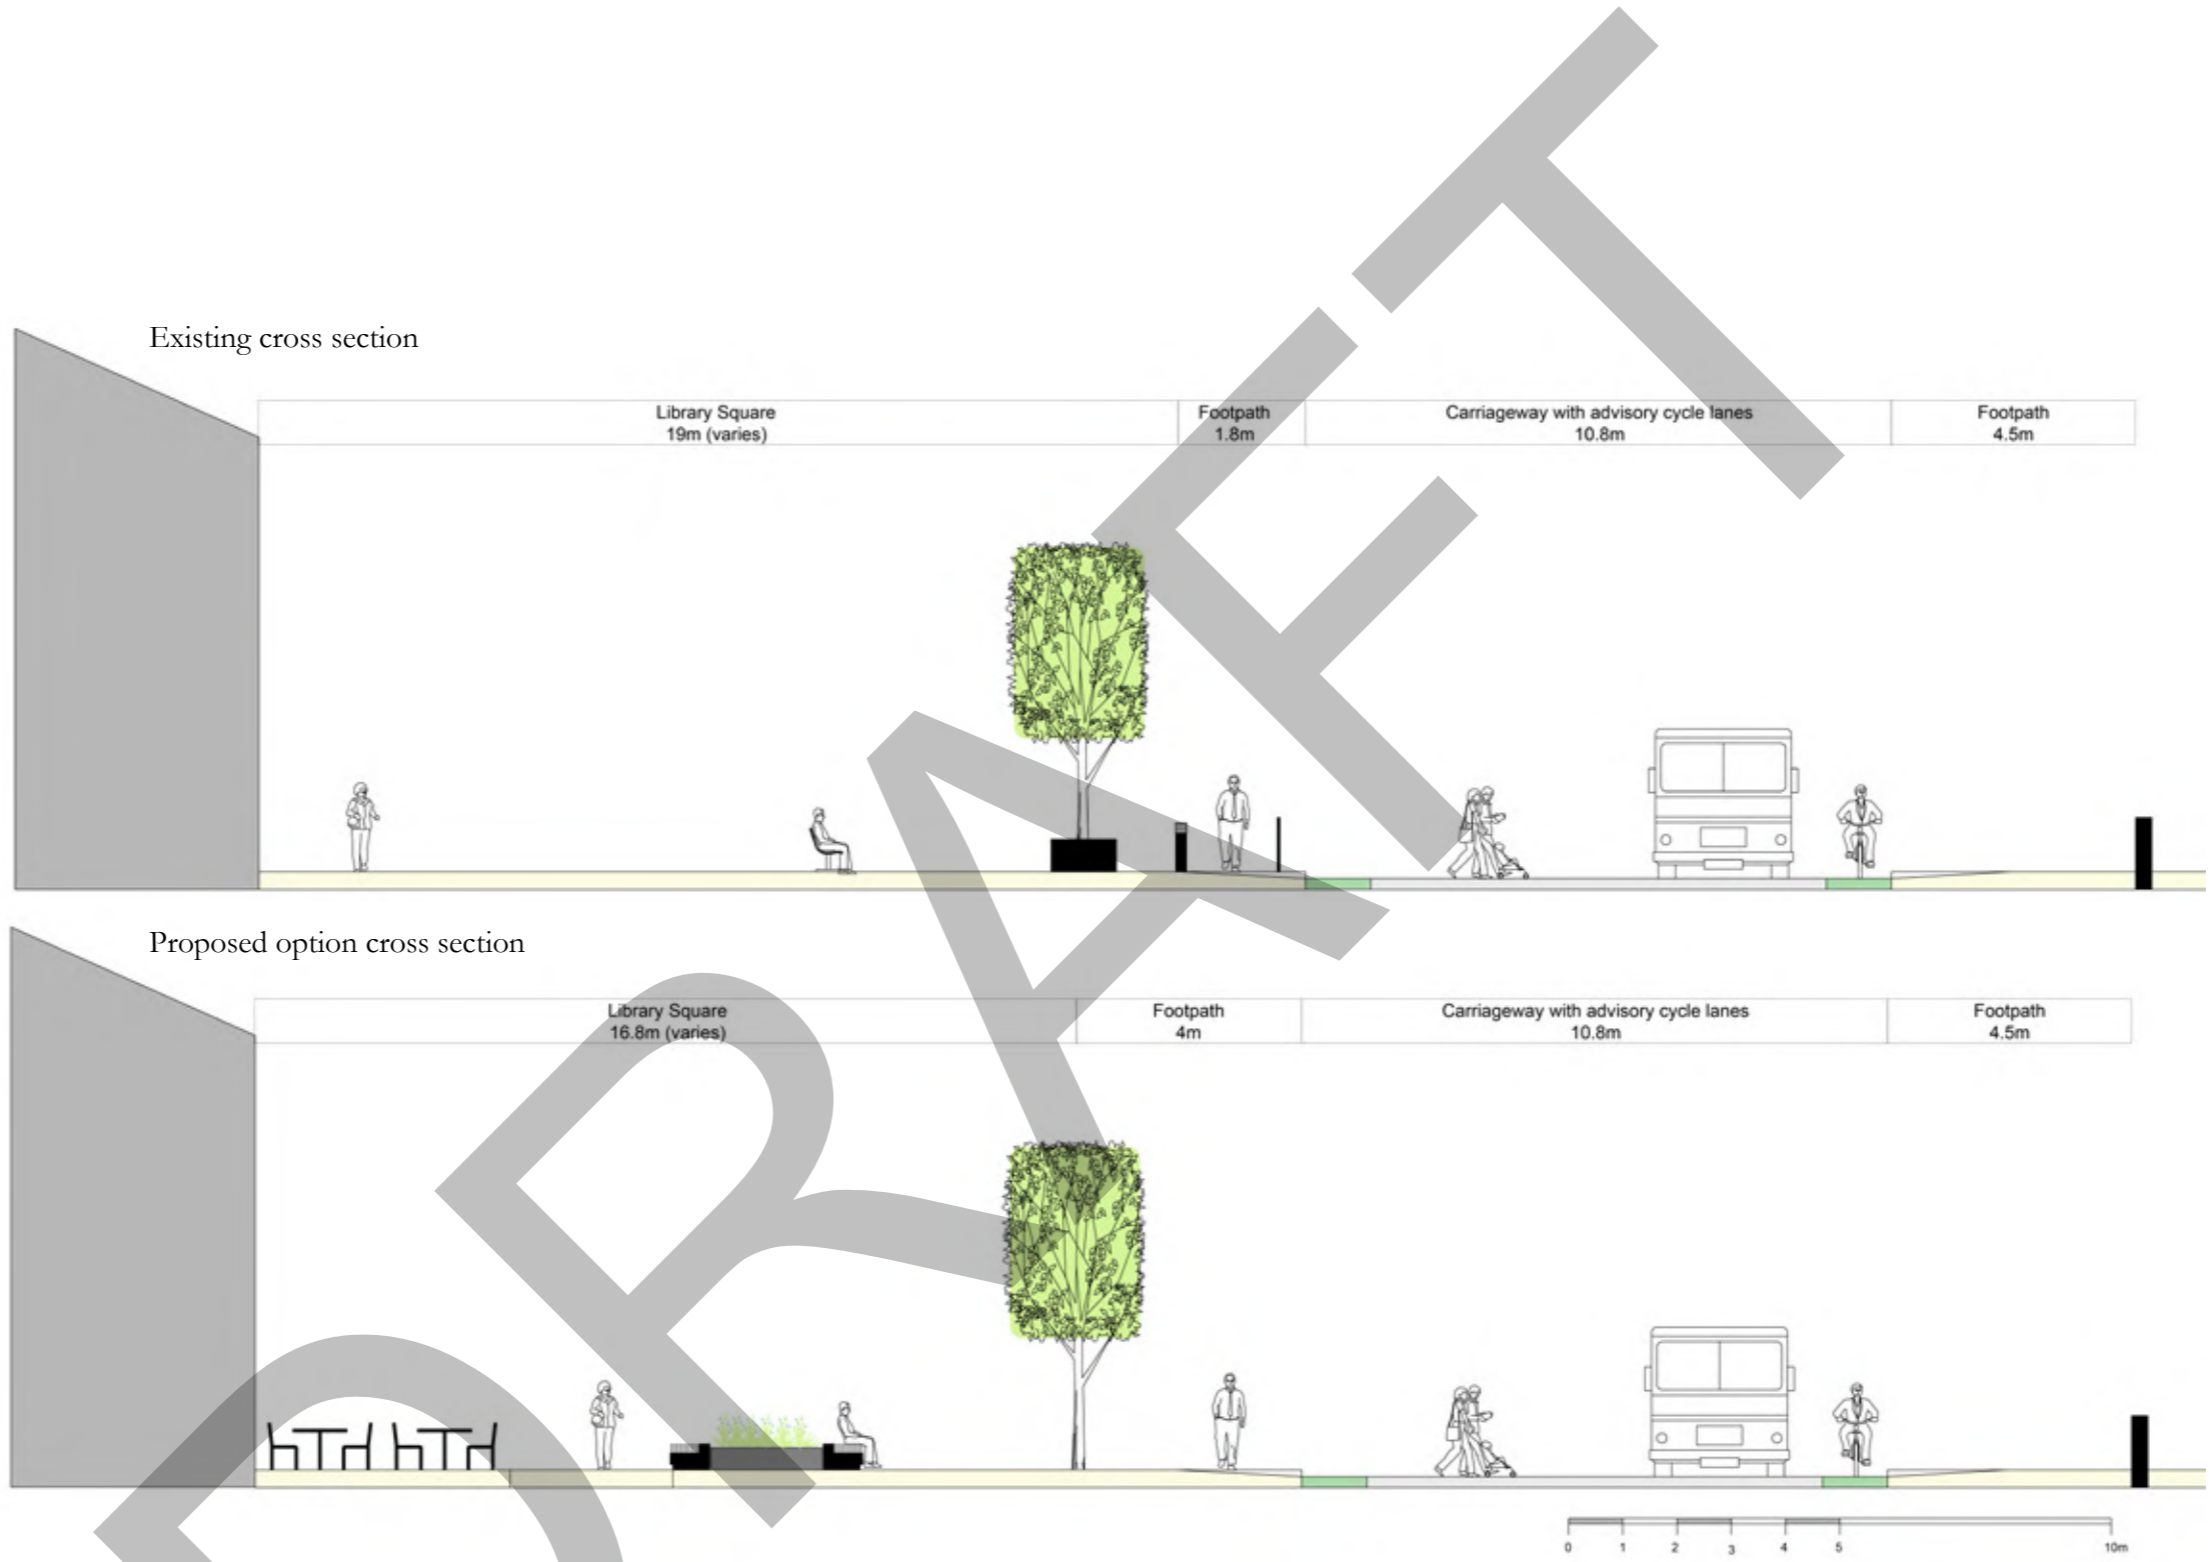 Existing cross section
Library Square
19m (varies)
Footpath
1.8m
Carriageway with advisory cycle lanes
10.8m
Footpath
4.5m
Proposed option cross section
Library Square
16.8m (varies)
Footpath
4m
Carriageway with advisory cycle lanes
10.8m
Footpath
4.5m
0 1 2 3 4 5 10m
DRAFT